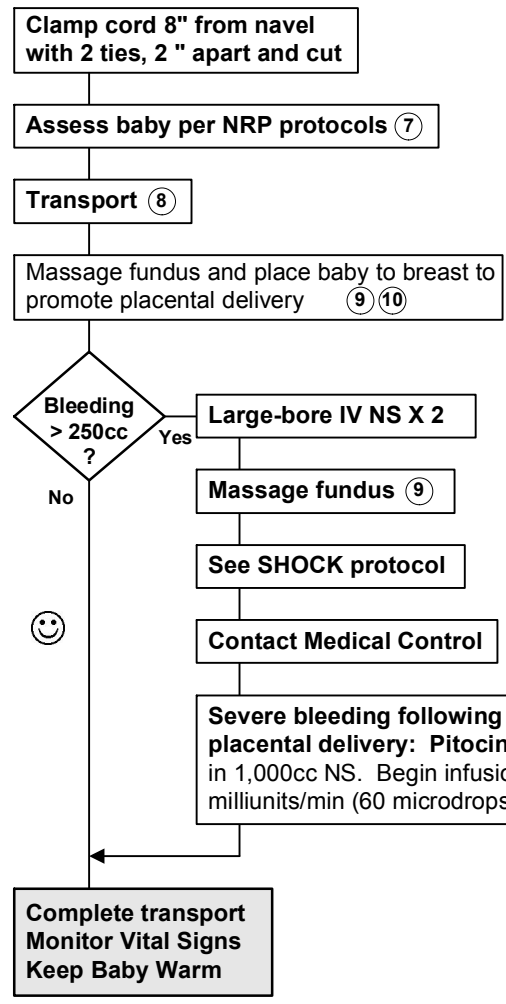 Clamp cord 8" from navel
with 2 ties, 2 " apart and cut
Assess baby per NRP protocols 7
Transport 8
Massage fundus and place baby to breast to
promote placental delivery 9 10
Bleeding
> 250cc
?
Yes
No
Large-bore IV NS X 2
Massage fundus 9
See SHOCK protocol
Contact Medical Control
Severe bleeding following
placental delivery: Pitocin
in 1,000cc NS. Begin
milliunits/min (60
Complete transport
Monitor Vital Signs
Keep Baby Warm